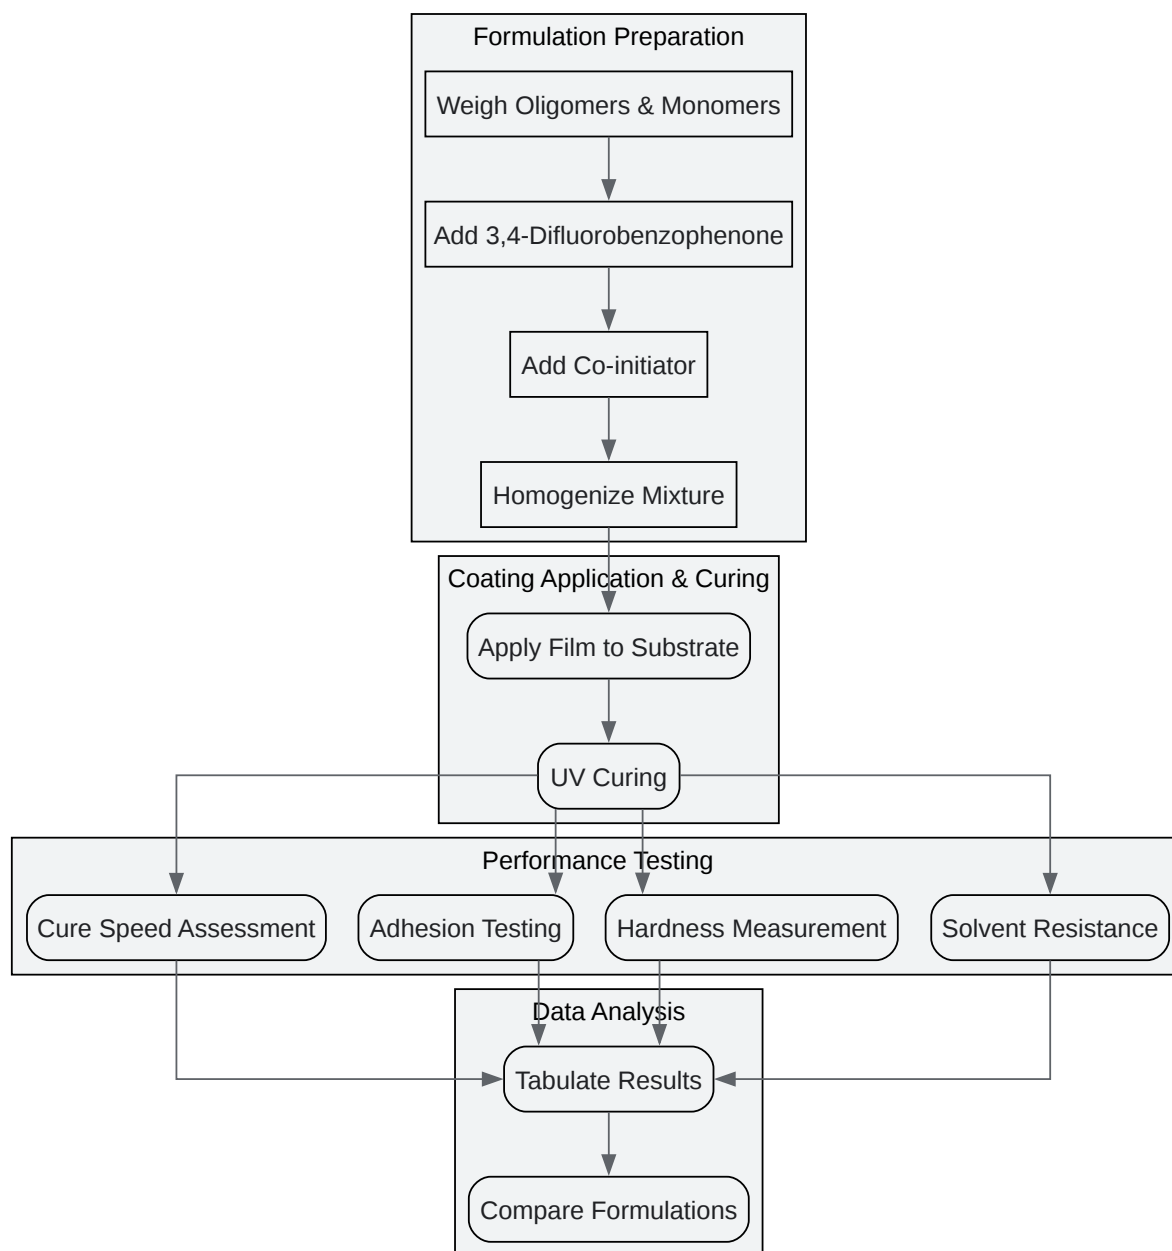 Formulation Preparation
Weigh Oligomers & Monomers
Add 3,4-Difluorobenzophenone
Add Co-initiator
Homogenize Mixture
Coating Application & Curing
Apply Film to Substrate
UV Curing
Performance Testing
Cure Speed Assessment
Adhesion Testing
Hardness Measurement
Solvent Resistance
Data Analysis
Tabulate Results
Compare Formulations